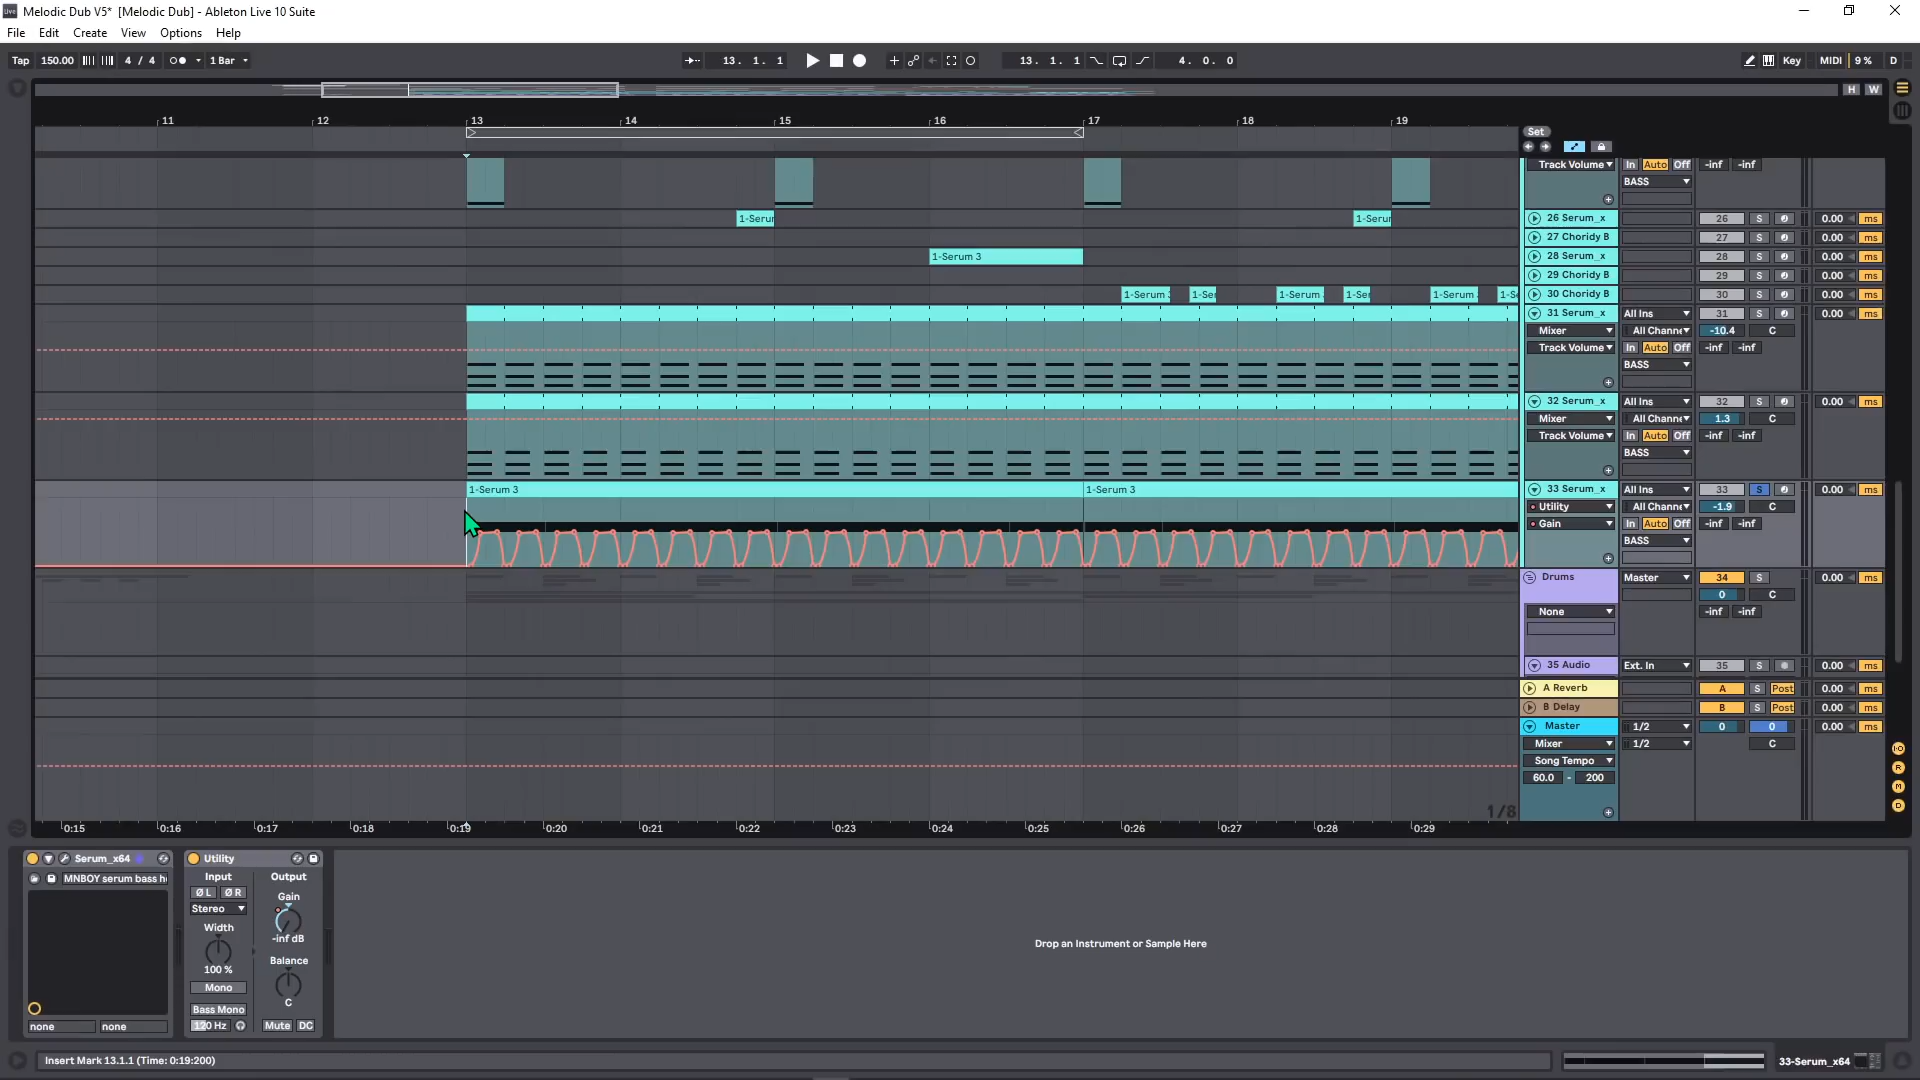 Melodic Dub V5* [Melodic Dub] - Ableton Live 10 Suite
File Edit Create View Options Help
Tap 150.00 4 / 4 1 Bar 13. 1. 1 13. 1. 1 4. 0. 0 Key MIDI 9 % D
H W
11 12 13 14 15 16 17 18 19
Set
Track Volume In Auto Off -inf -inf
BASS
1-Serum 1-Serum 26 Serum_x 26 S 0.00 ms
27 Choridy B 27 S 0.00 ms
1-Serum 3 28 Serum_x 28 S 0.00 ms
29 Choridy B 29 S 0.00 ms
1-Serum 1-Ser 1-Serum 1-Ser 1-Serum 1-S 30 Choridy B 30 S 0.00 ms
31 Serum_x All Ins 31 S 0.00 ms
Mixer All Channe -10.4 C
Track Volume In Auto Off -inf -inf
BASS
32 Serum_x All Ins 32 S 0.00 ms
Mixer All Channe 1.3 C
Track Volume In Auto Off -inf -inf
BASS
1-Serum 3 1-Serum 3 33 Serum_x All Ins 33 S 0.00 ms
Utility All Channe -1.9 C
Gain In Auto Off -inf -inf
BASS
Drums Master 34 S 0.00 ms
0 C
None -inf -inf
35 Audio Ext. In 35 S 0.00 ms
A Reverb A S Post 0.00 ms
B Delay B S Post 0.00 ms
Master 1/2 0 0 0.00 ms
Mixer 1/2 C
Song Tempo
60.0 - 200
1/8
0:15 0:16 0:17 0:18 0:19 0:20 0:21 0:22 0:23 0:24 0:25 0:26 0:27 0:28 0:29
Serum_x64 Utility
MNBOY serum bass h
Input Output
Ø L Ø R Gain
Stereo
Width -inf dB
100 % Balance
Mono C
Bass Mono
120 Hz Mute DC
none none
Drop an Instrument or Sample Here
Insert Mark 13.1.1 (Time: 0:19:200)
33-Serum_x64